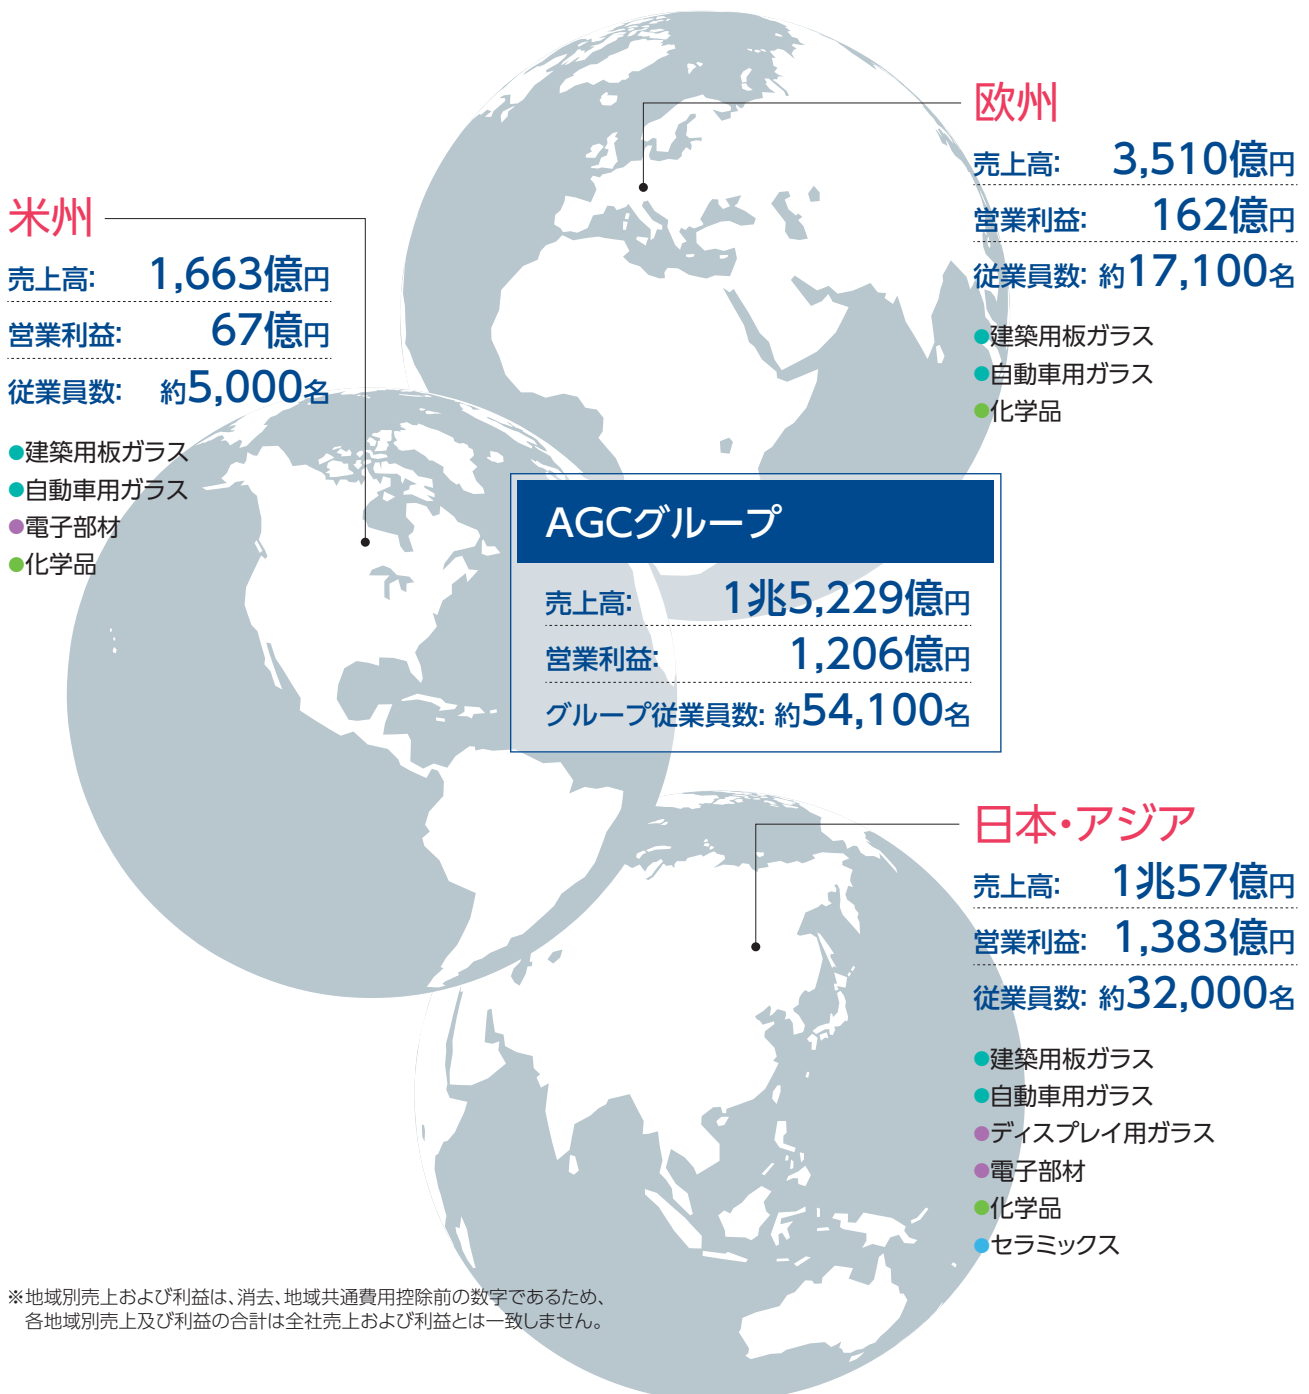 欧州
売上高: 3,510億円
営業利益: 162億円
従業員数: 約17,100名
●建築用板ガラス
●自動車用ガラス
●化学品
米州
売上高: 1,663億円
営業利益: 67億円
従業員数: 約5,000名
●建築用板ガラス
●自動車用ガラス
●電子部材
●化学品
AGCグループ
売上高: 1兆5,229億円
営業利益: 1,206億円
グループ従業員数: 約54,100名
日本・アジア
売上高: 1兆57億円
営業利益: 1,383億円
従業員数: 約32,000名
●建築用板ガラス
●自動車用ガラス
●ディスプレイ用ガラス
●電子部材
●化学品
●セラミックス
※地域別売上および利益は、消去、地域共通費用控除前の数字であるため、
各地域別売上及び利益の合計は全社売上および利益とは一致しません。